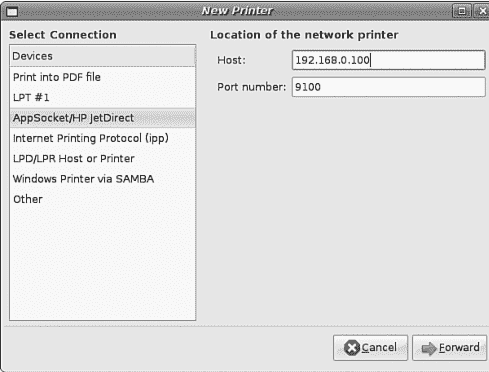 New Printer
Select Connection
Devices
Print into PDF file
LPT #1
AppSocket/HP JetDirect
Internet Printing Protocol (ipp)
LPD/LPR Host or Printer
Windows Printer via SAMBA
Other
Location of the network printer
Host: 192.168.0.100
Port number: 9100
Cancel
Forward